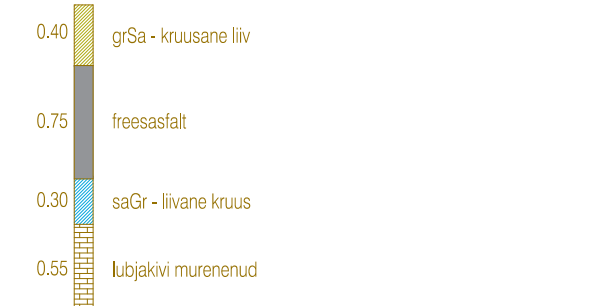 0.40 grSa - kruusane liiv
0.75 freesasfalt
0.30 saGr - liivane kruus
0.55 lubjakivi murenenud